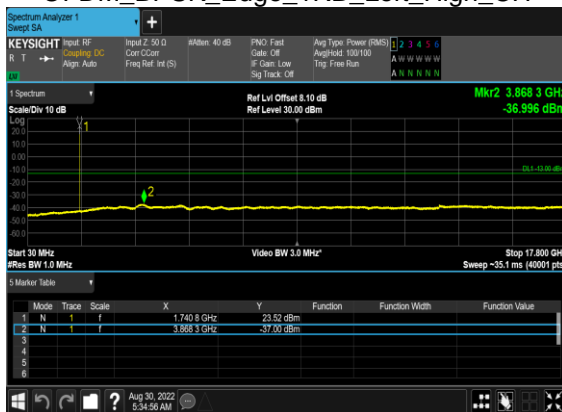 Spectrum Analyzer 1
Swept SA
KEYSIGHT
R T
LU
Input: RF
Coupling: DC
Align: Auto
Input Z: 50 Ω
Corr CCorr
Freq Ref: Int (S)
#Atten: 40 dB
PNO: Fast
Gate: Off
IF Gain: Low
Sig Track: Off
Avg Type: Power (RMS)
Avg|Hold: 100/100
Trig: Free Run
1 2 3 4 5 6
A W W W W W
A N N N N N
1 Spectrum
Scale/Div 10 dB
Ref Lvl Offset 8.10 dB
Ref Level 30.00 dBm
Mkr2 3.868 3 GHz
-36.996 dBm
Log
20.0
10.0
0.00
-10.0
-20.0
-30.0
-40.0
-50.0
-60.0
1
2
DL1 -13.00 dB
Start 30 MHz
#Res BW 1.0 MHz
Video BW 3.0 MHz*
Stop 17.800 GHz
Sweep ~35.1 ms (40001 pts)
5 Marker Table
Mode Trace Scale X Y Function Function Width Function Value
1 N 1 f 1.740 8 GHz 23.52 dBm
2 N 1 f 3.868 3 GHz -37.00 dBm
3
4
5
6
?
Aug 30, 2022
5:34:56 AM